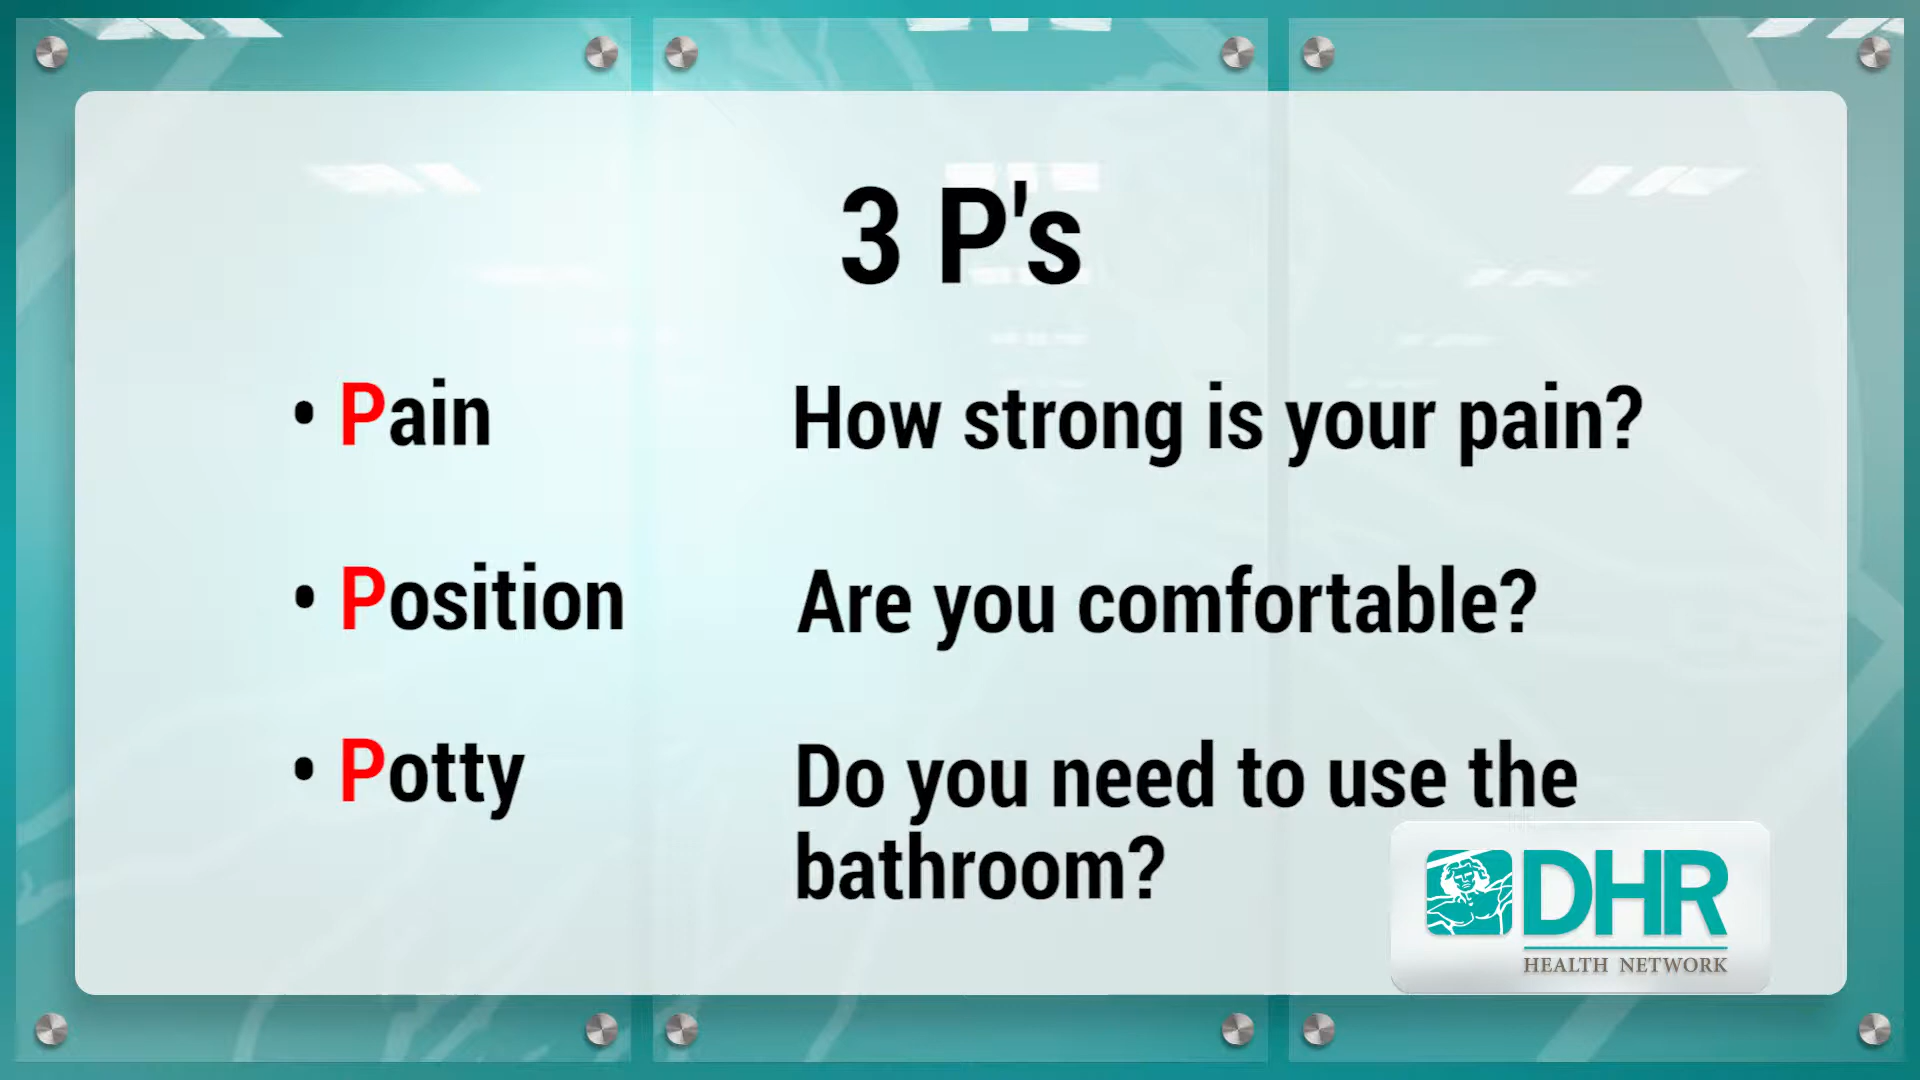 3 P's
• Pain How strong is your pain?
• Position Are you comfortable?
• Potty Do you need to use the
bathroom?
DHR
HEALTH NETWORK